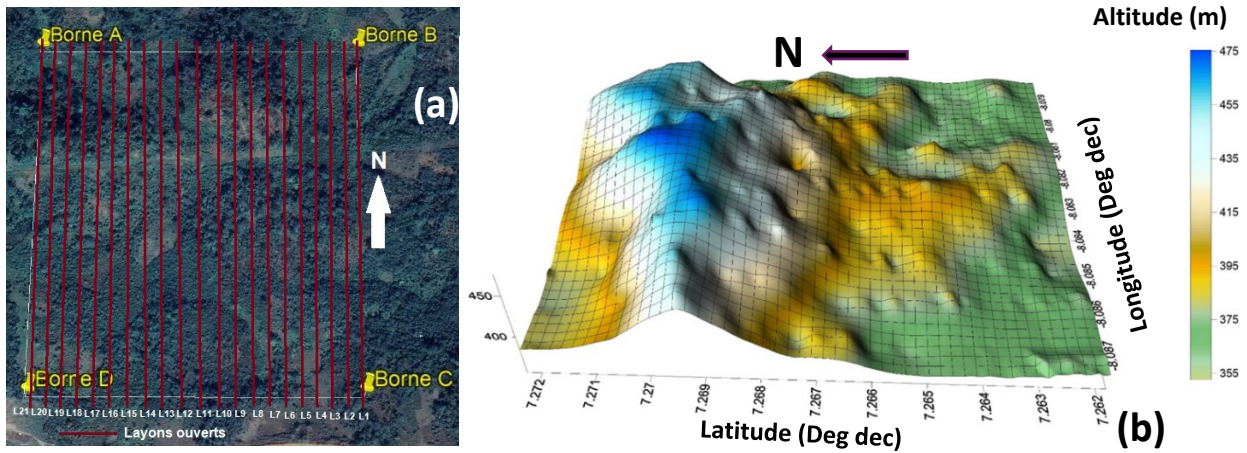 Borne A
Borne B
(a)
N
Borne D
Borne C
L21 L20 L19 L18 L17 L16 L15 L14 L13 L12 L11 L10 L9 L8 L7 L6 L5 L4 L3 L2 L1
Layons ouverts
Altitude (m)
N
475
455
435
415
395
375
355
-8.079
-8.08
-8.081
-8.082
-8.083
-8.084
-8.085
-8.086
-8.087
Longitude (Deg dec)
450
400
7.272 7.271 7.27 7.269 7.268 7.267 7.266 7.265 7.264 7.263 7.262
Latitude (Deg dec)
(b)